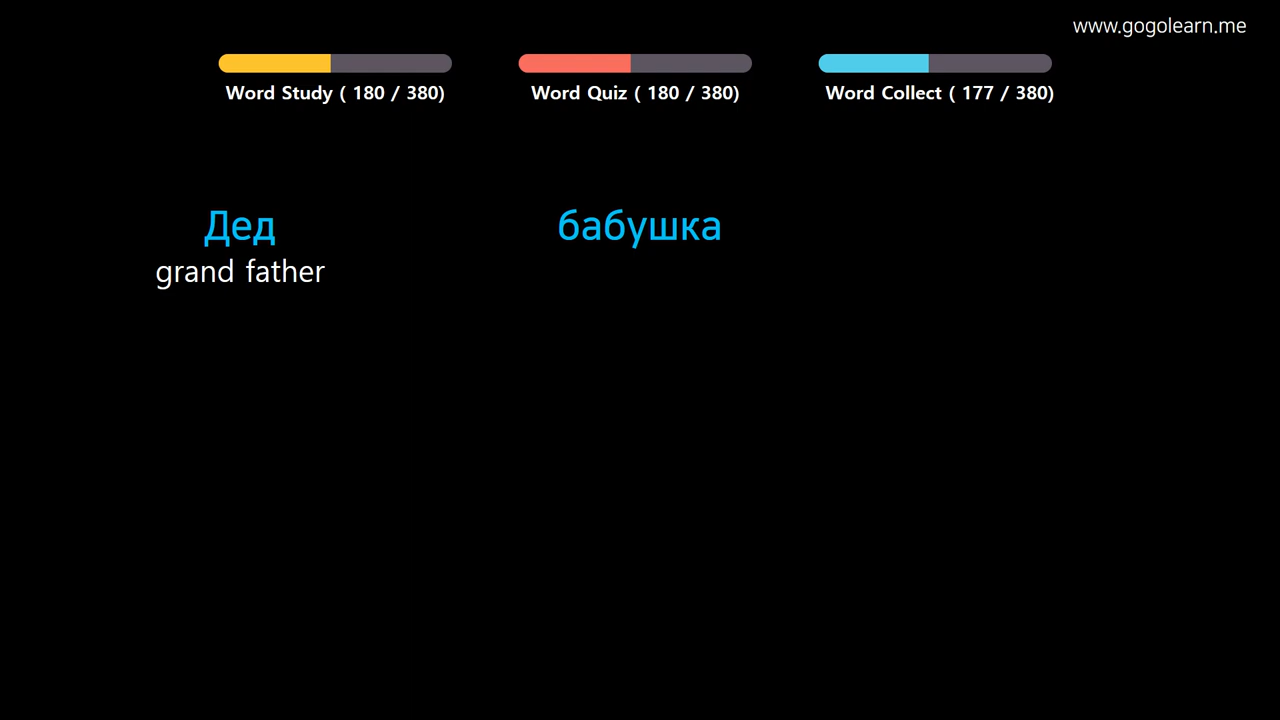 www.gogolearn.me
Word Study ( 180 / 380)
Word Quiz ( 180 / 380)
Word Collect ( 177 / 380)
Дед
бабушка
grand father